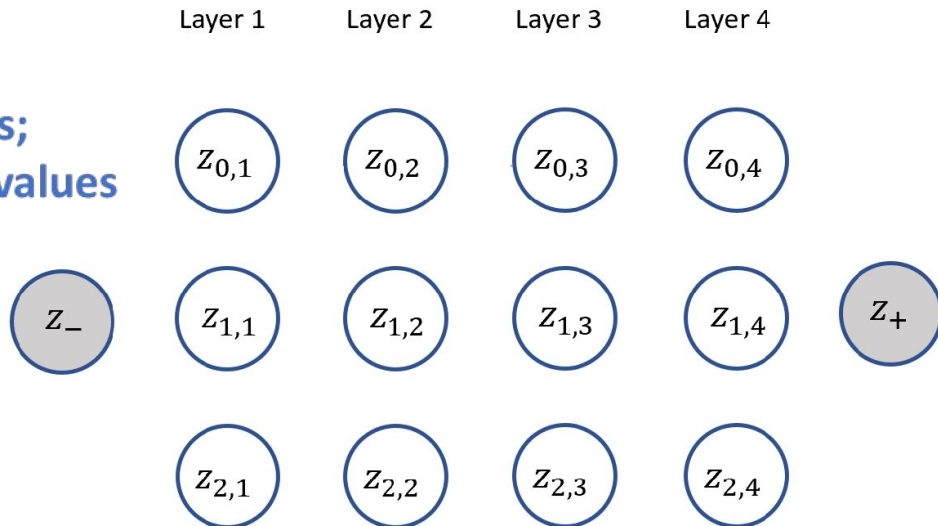 Layer 1 Layer 2 Layer 3 Layer 4
s;
values
z₀,₁ z₀,₂ z₀,₃ z₀,₄
z₋ z₁,₁ z₁,₂ z₁,₃ z₁,₄ z₊
z₂,₁ z₂,₂ z₂,₃ z₂,₄